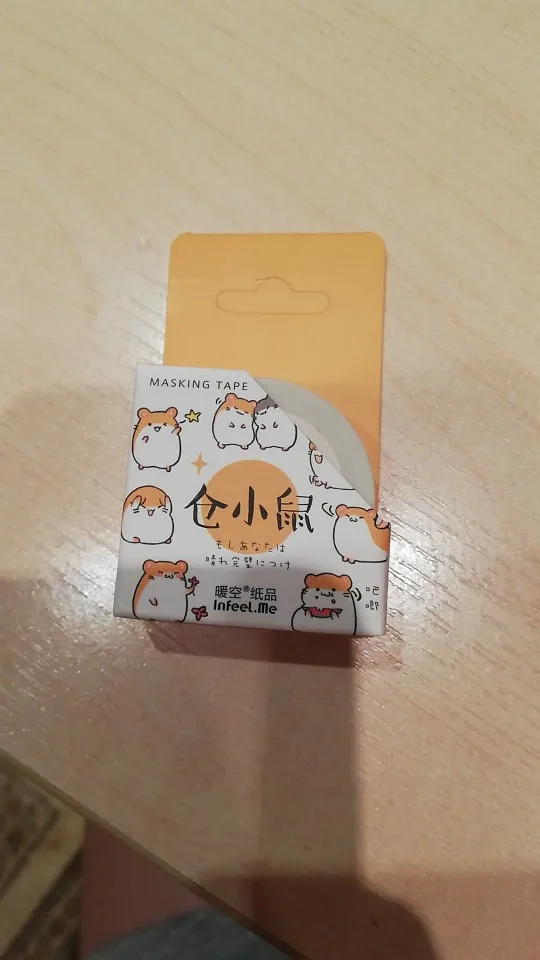 MASKING TAPE
仓小鼠
もしあなたは
晴れ完璧につけ
吧
唧
暖空®纸品
Infeel.Me